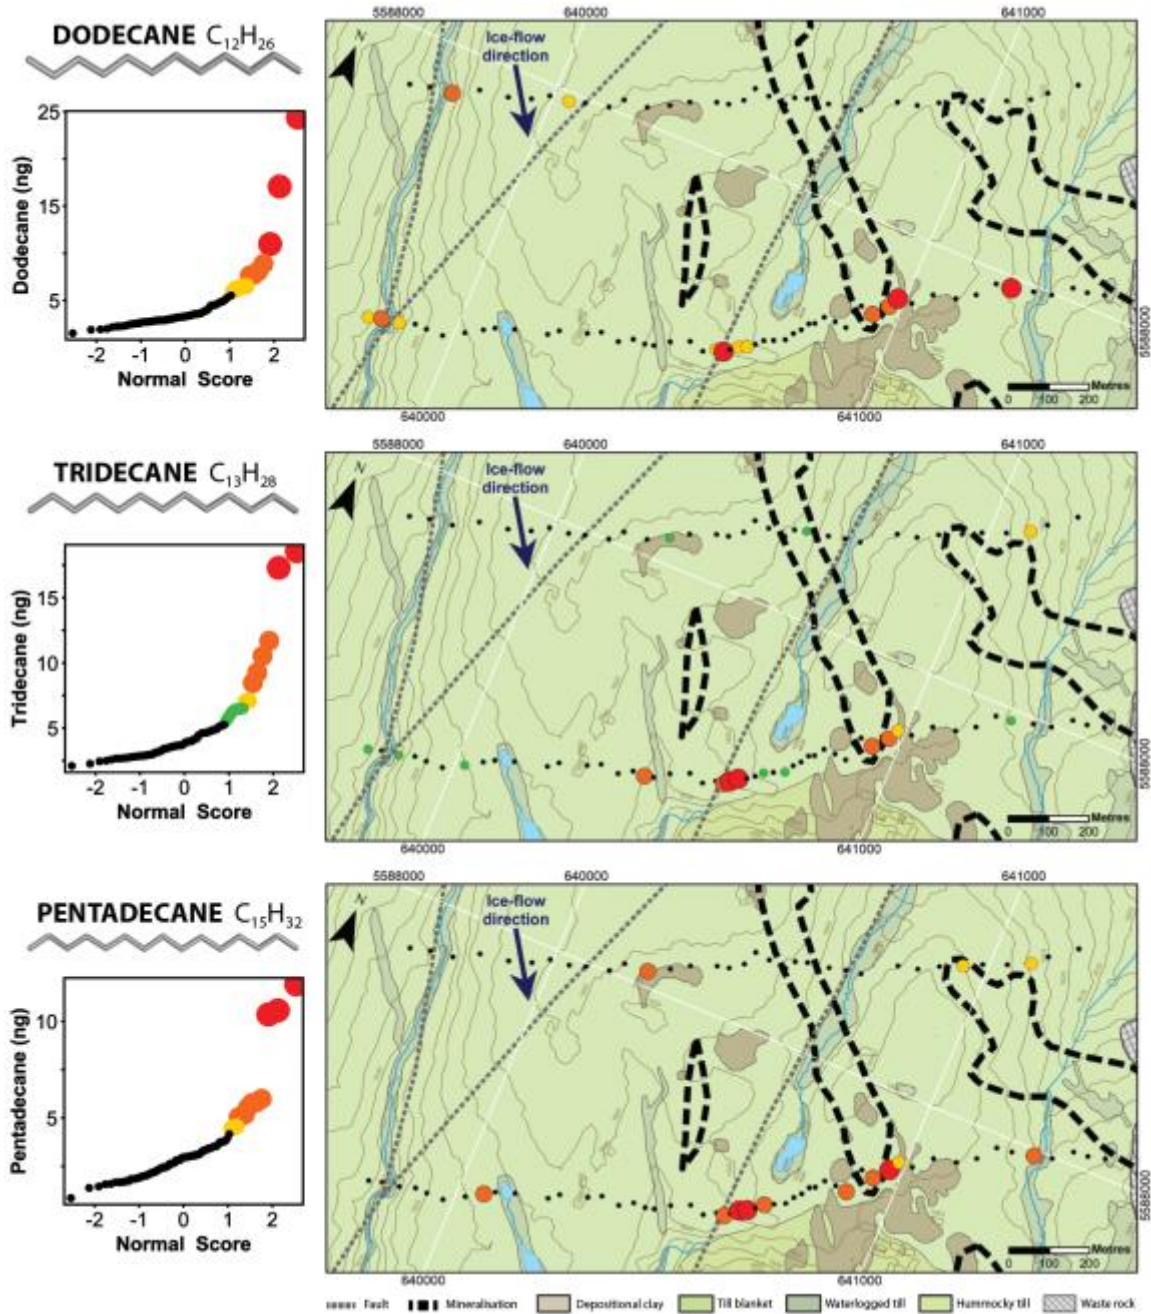 DODECANE C12H26
25
20
15
10
5
Dodecane (ng)
-2 -1 0 1 2
Normal Score
5588000 640000 641000
N
Ice-flow
direction
Metres
0 100 200
5588000
640000 641000
TRIDECANE C13H28
15
10
5
Tridecane (ng)
-2 -1 0 1 2
Normal Score
5588000 640000 641000
N
Ice-flow
direction
Metres
0 100 200
5588000
640000 641000
PENTADECANE C15H32
10
5
Pentadecane (ng)
-2 -1 0 1 2
Normal Score
5588000 640000 641000
N
Ice-flow
direction
Metres
0 100 200
5588000
640000 641000
Fault Mineralisation Depositional clay Till blanket Waterlogged till Hummocky till Waste rock